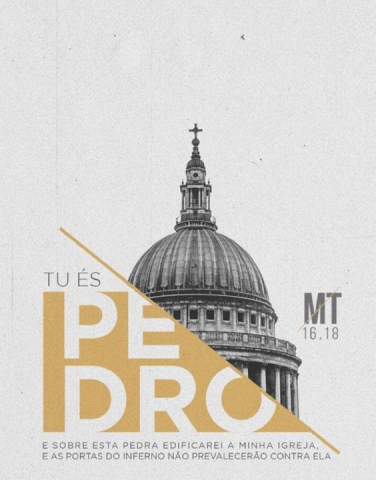 TU ÉS
PE
DRO
MT
16.18
E SOBRE ESTA PEDRA EDIFICAREI A MINHA IGREJA,
E AS PORTAS DO INFERNO NÃO PREVALECERÃO CONTRA ELA